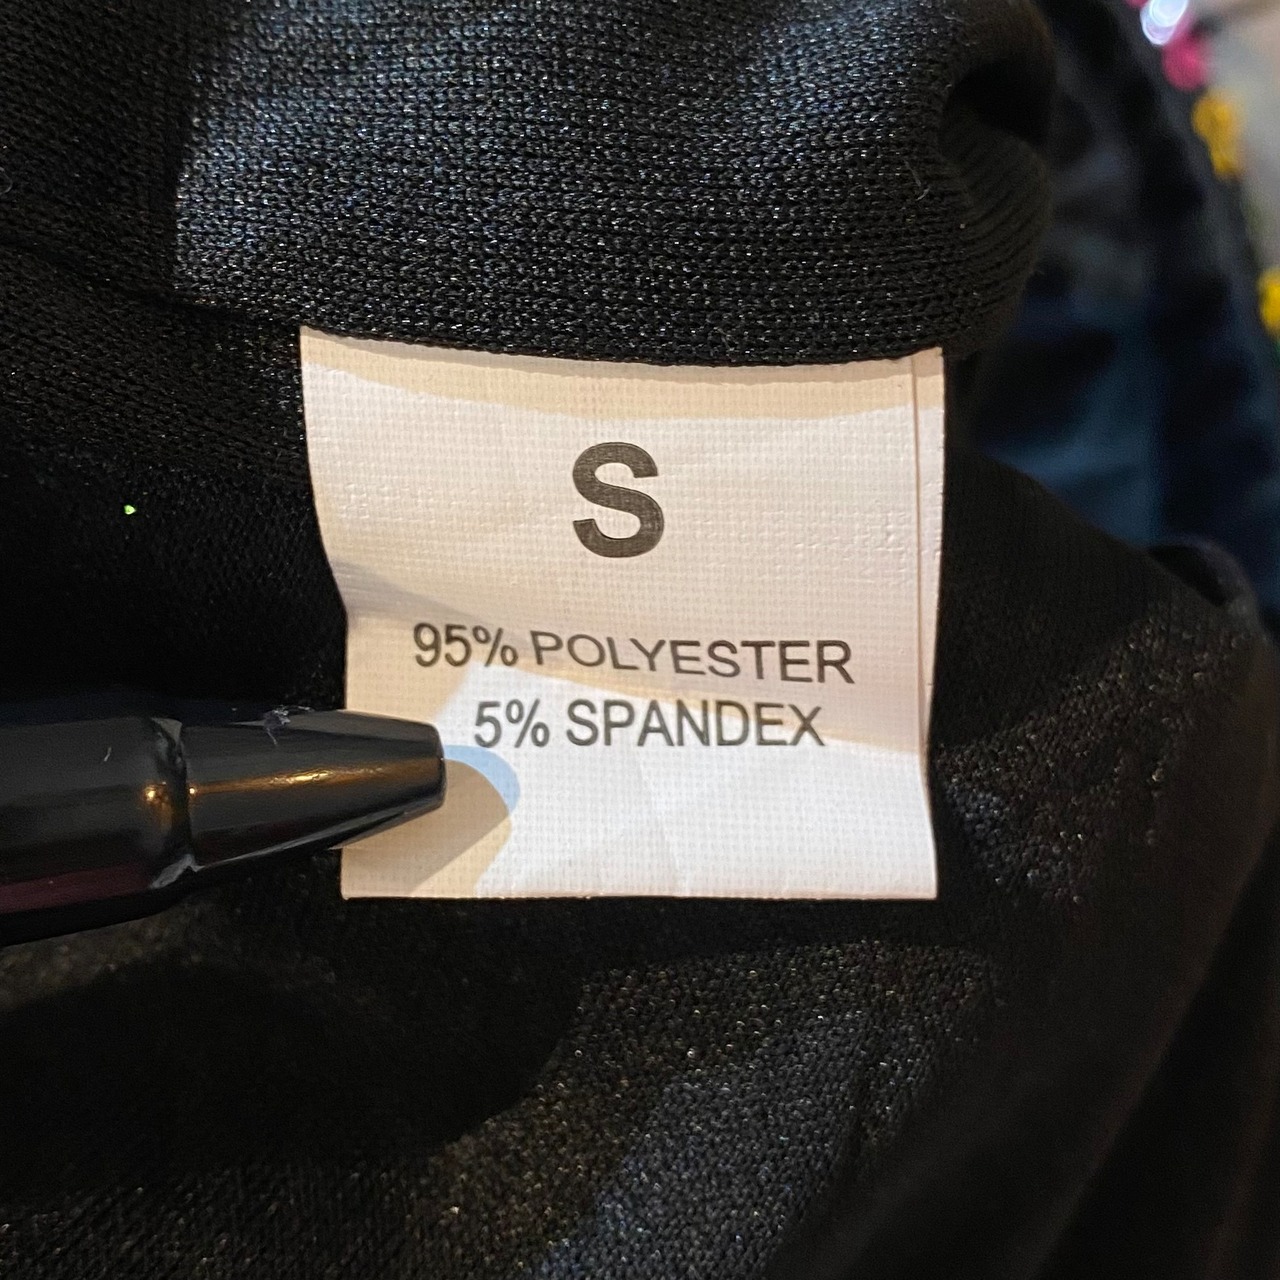 S
95% POLYESTER
5% SPANDEX